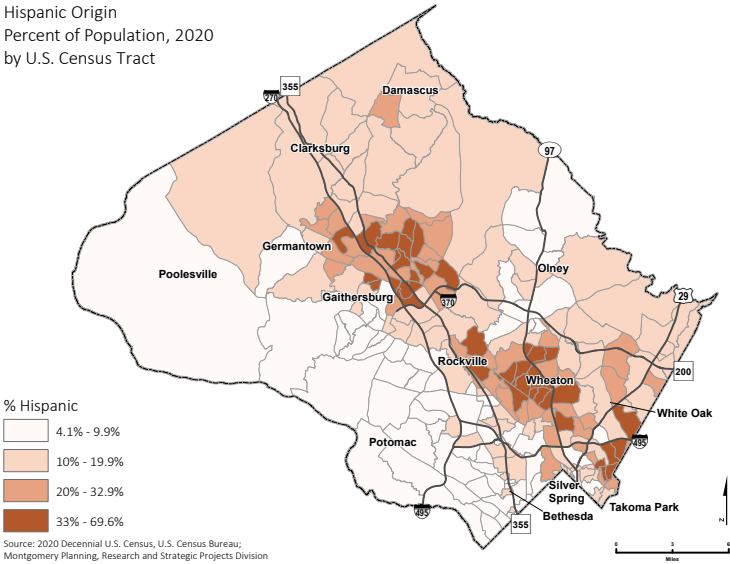 Hispanic Origin
Percent of Population, 2020
by U.S. Census Tract
355
270
Damascus
Clarksburg
97
Germantown
Poolesville
Olney
Gaithersburg
370
29
Rockville
Wheaton
200
White Oak
% Hispanic
4.1% - 9.9%
10% - 19.9%
20% - 32.9%
33% - 69.6%
Potomac
495
Silver
Spring
Takoma Park
Bethesda
495
355
Source: 2020 Decennial U.S. Census, U.S. Census Bureau;
Montgomery Planning, Research and Strategic Projects Division
N
0 3 6
Miles